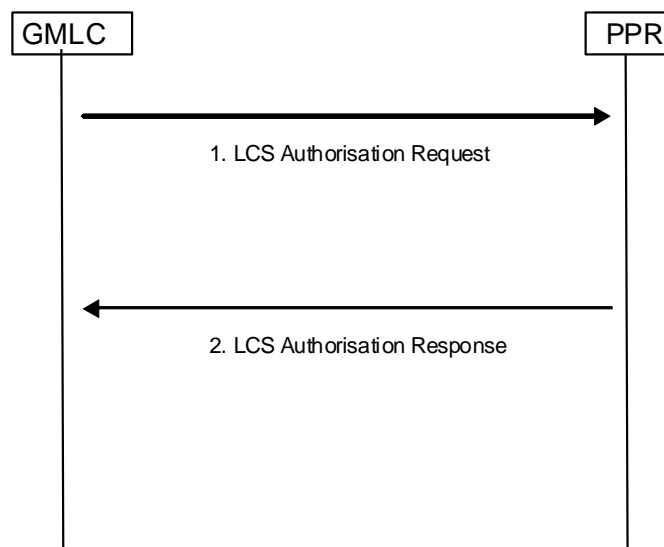 GMLC
PPR
1. LCS Authorisation Request
2. LCS Authorisation Response